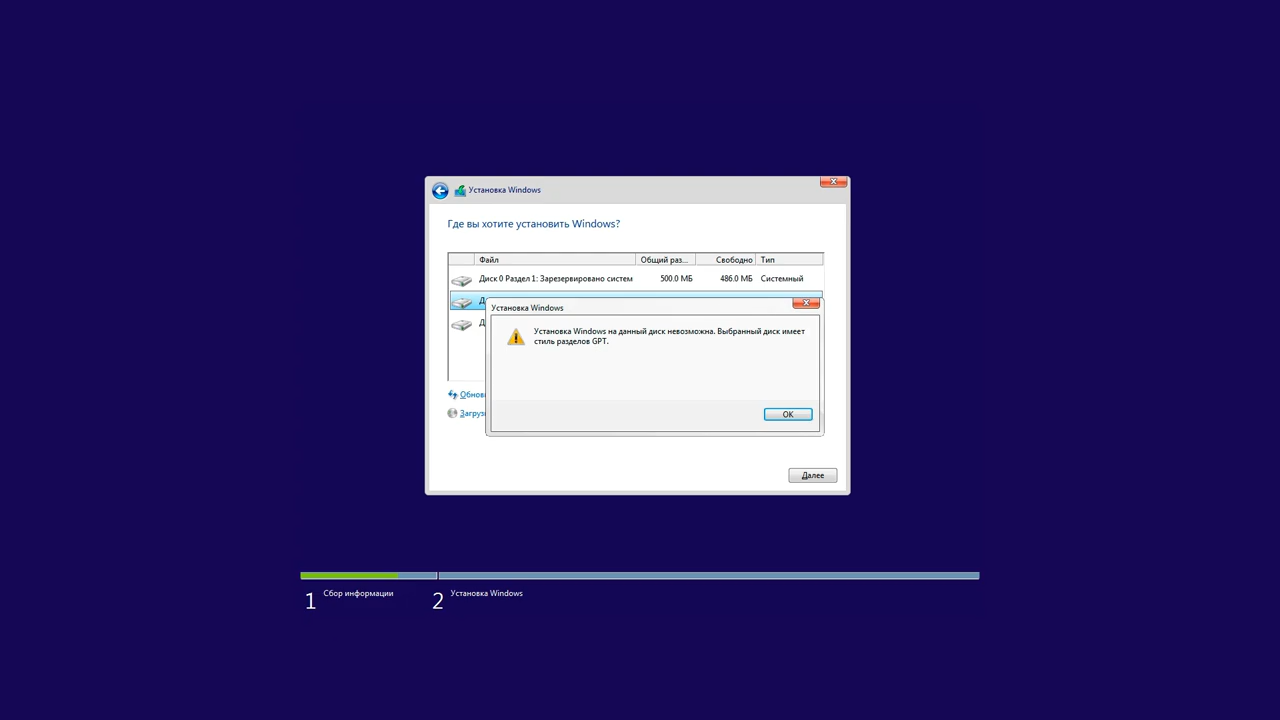 Установка Windows
Где вы хотите установить Windows?
Файл Общий раз... Свободно Тип
Диск 0 Раздел 1: Зарезервировано систем 500.0 МБ 486.0 МБ Системный
Установка Windows
Установка Windows на данный диск невозможна. Выбранный диск имеет
стиль разделов GPT.
OK
Далее
1 Сбор информации 2 Установка Windows